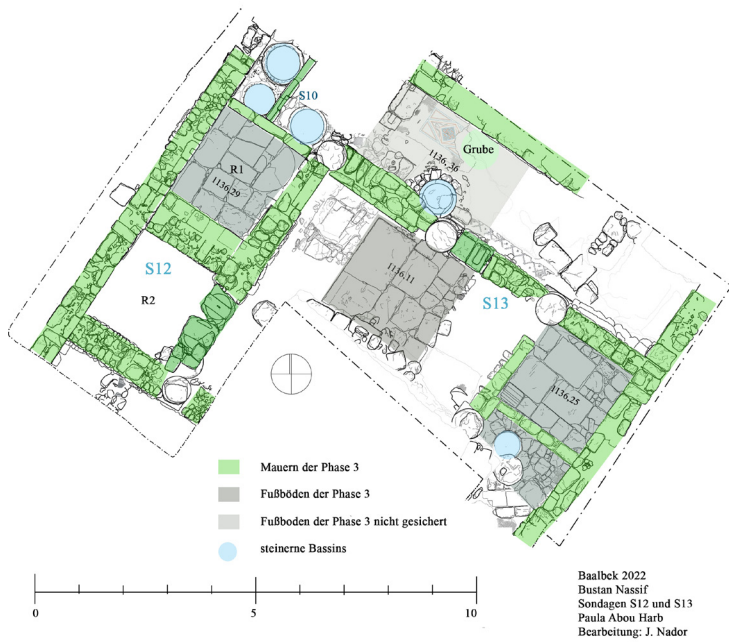 S10
Grube
1136,36
R1
1136,29
1136,11
S12
S13
R2
1136,25
Mauern der Phase 3
Fußböden der Phase 3
Fußboden der Phase 3 nicht gesichert
steinerne Bassins
0 5 10
Baalbek 2022
Bustan Nassif
Sondagen S12 und S13
Paula Abou Harb
Bearbeitung: J. Nador